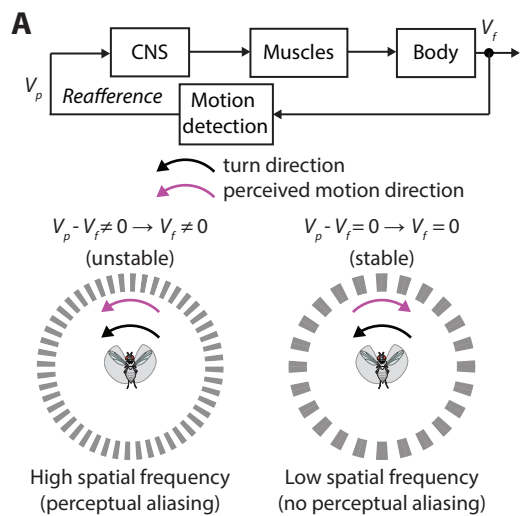 A
CNS
Muscles
Body
V_f
V_p
Reafference
Motion
detection
turn direction
perceived motion direction
V_p - V_f ≠ 0 → V_f ≠ 0
(unstable)
V_p - V_f = 0 → V_f = 0
(stable)
High spatial frequency
(perceptual aliasing)
Low spatial frequency
(no perceptual aliasing)